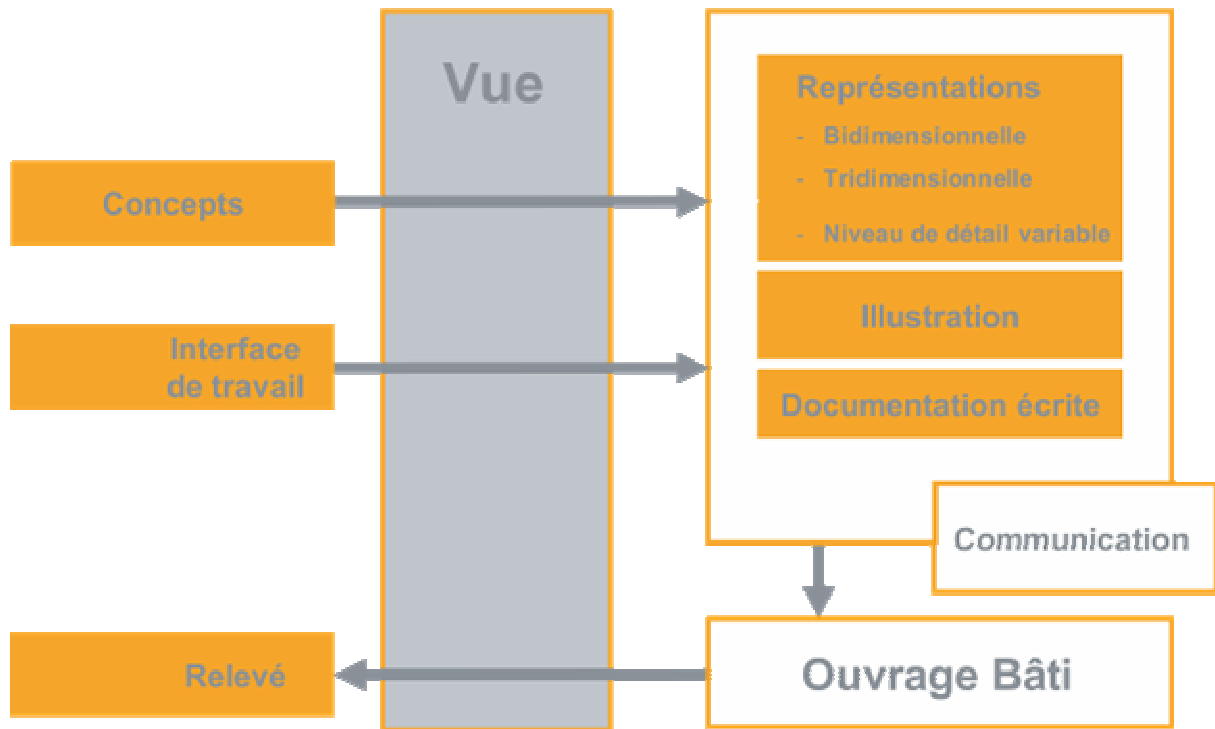 Vue
Concepts
Interface
de travail
Relevé
Représentations
- Bidimensionnelle
- Tridimensionnelle
- Niveau de détail variable
Illustration
Documentation écrite
Communication
Ouvrage Bâti